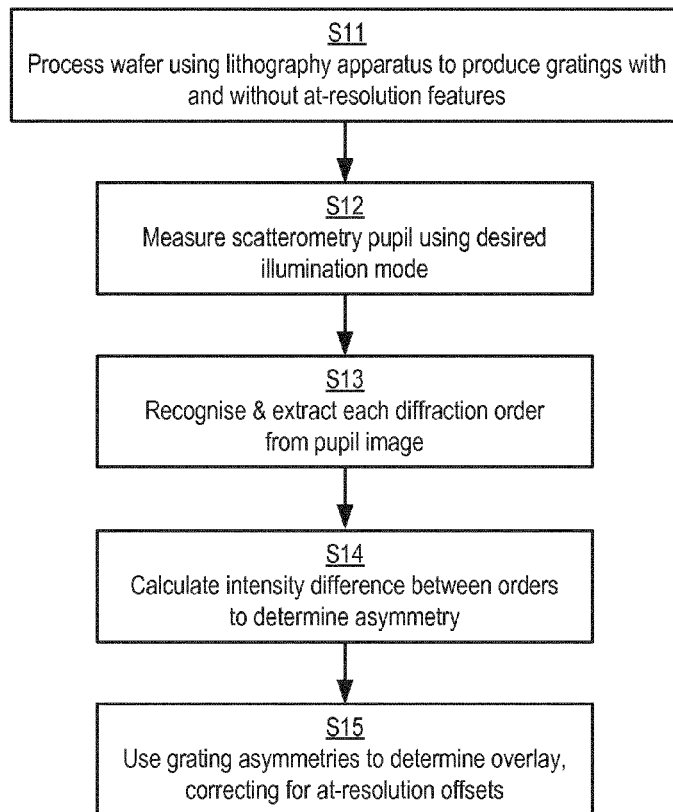 S11
Process wafer using lithography apparatus to produce gratings with
and without at-resolution features
S12
Measure scatterometry pupil using desired
illumination mode
S13
Recognise & extract each diffraction order
from pupil image
S14
Calculate intensity difference between orders
to determine asymmetry
S15
Use grating asymmetries to determine overlay,
correcting for at-resolution offsets